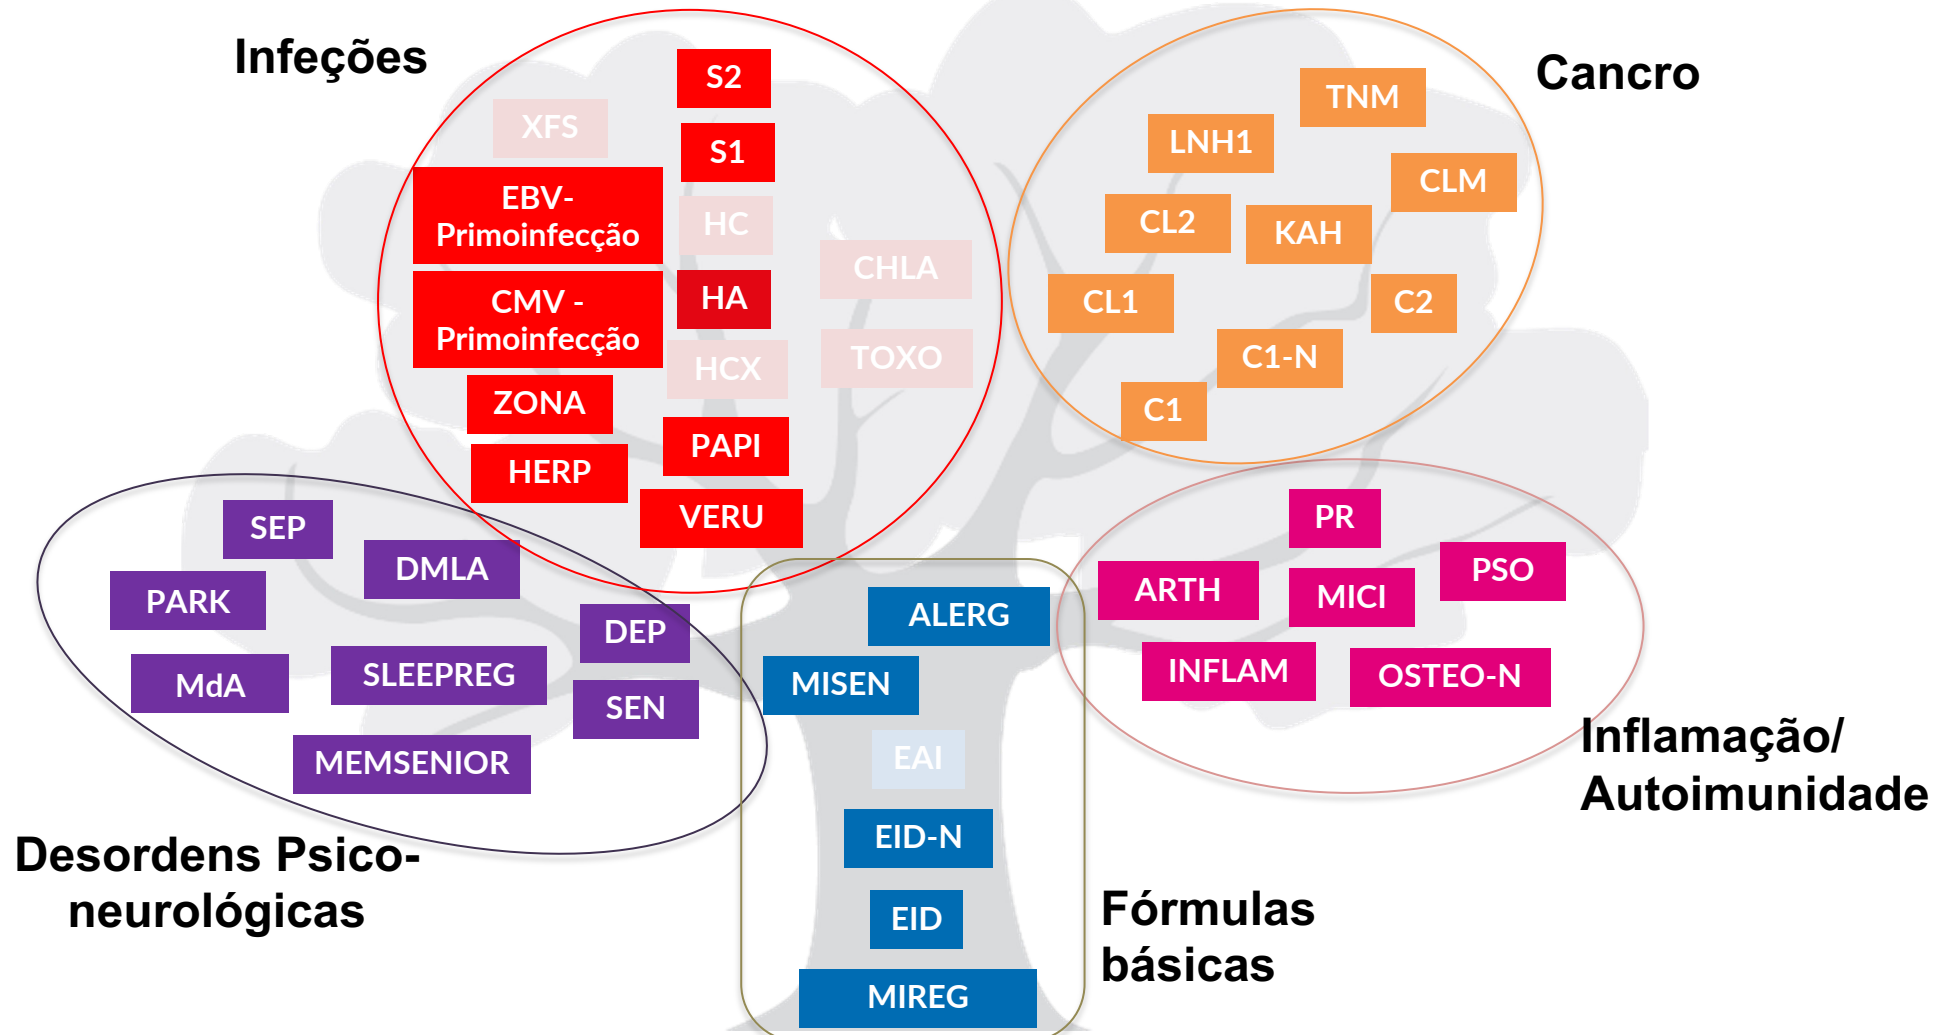 Infeções
S2
XFS
S1
EBV-
Primoinfecção
HC
CHLA
CMV -
Primoinfecção
HA
HCX
TOXO
ZONA
PAPI
HERP
VERU
Cancro
TNM
LNH1
CLM
CL2
KAH
CL1
C2
C1-N
C1
SEP
DMLA
PARK
DEP
MdA
SLEEPREG
SEN
MEMSENIOR
Desordens Psico-
neurológicas
ALERG
MISEN
EAI
EID-N
EID
MIREG
Fórmulas
básicas
PR
PSO
ARTH
MICI
INFLAM
OSTEO-N
Inflamação/
Autoimunidade